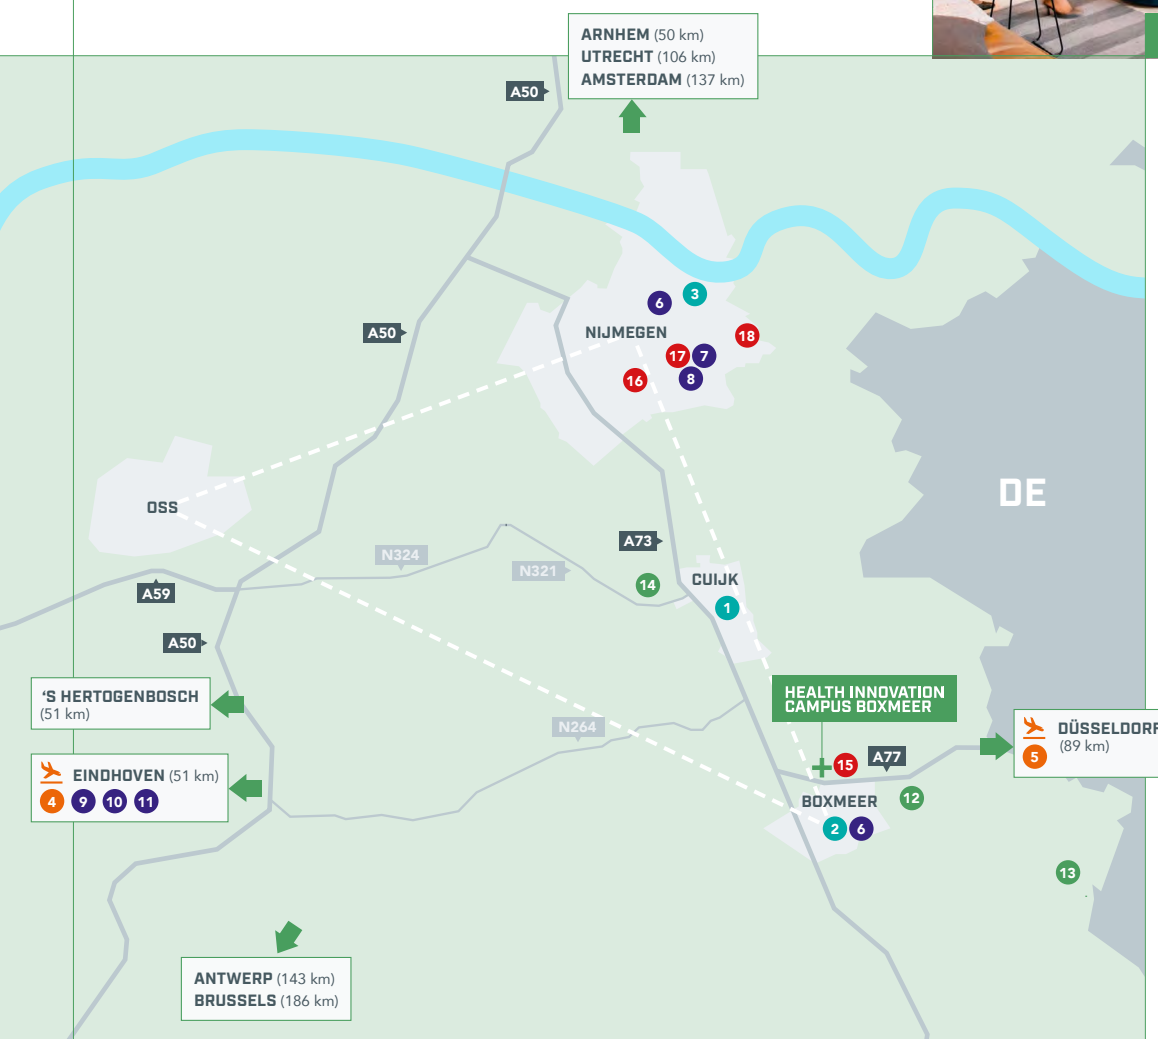 ARNHEM (50 km)
UTRECHT (106 km)
AMSTERDAM (137 km)
A50
3
6
NIJMEGEN
18
17
7
16
8
A50
DE
OSS
A73
N324
N321
CUIJK
14
A59
1
A50
HEALTH INNOVATION
CAMPUS BOXMEER
'S HERTOGENBOSCH
(51 km)
N264
DÜSSELDORF
(89 km)
5
A77
15
EINDHOVEN (51 km)
4 9 10 11
BOXMEER
12
2 6
13
ANTWERP (143 km)
BRUSSELS (186 km)